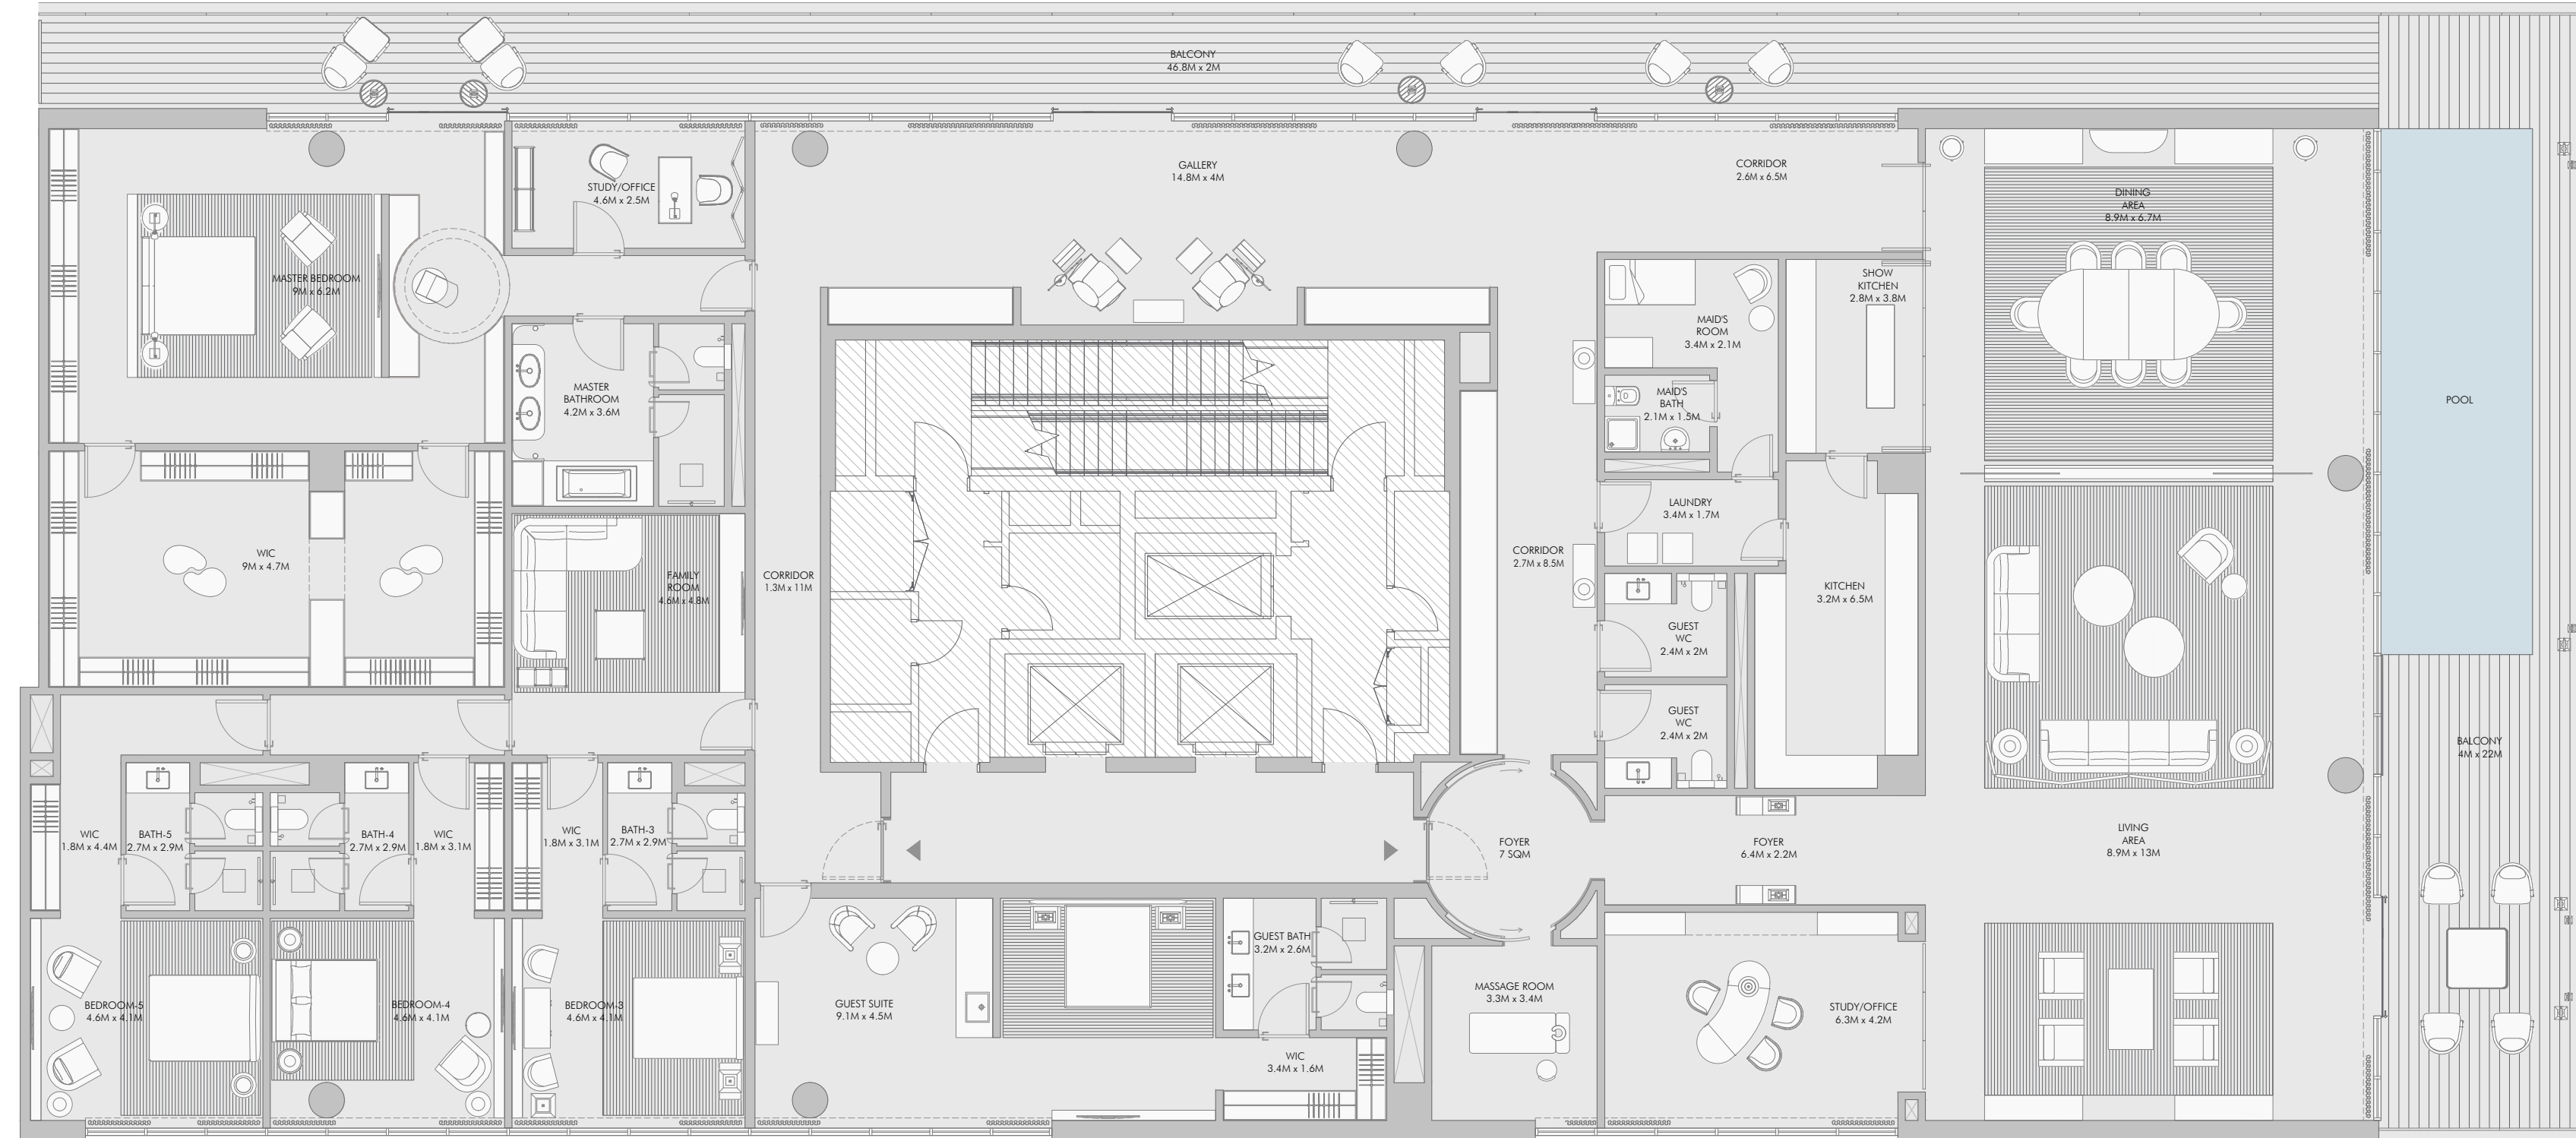 BALCONY
46.8M x 2M
GALLERY
14.8M x 4M
CORRIDOR
2.6M x 6.5M
STUDY/OFFICE
4.6M x 2.5M
DINING
AREA
8.9M x 6.7M
MASTER BEDROOM
9M x 6.2M
SHOW
KITCHEN
2.8M x 3.8M
MAID'S
ROOM
3.4M x 2.1M
MASTER
BATHROOM
4.2M x 3.6M
MAID'S
BATH
2.1M x 1.5M
POOL
LAUNDRY
3.4M x 1.7M
WIC
9M x 4.7M
FAMILY
ROOM
4.6M x 4.8M
CORRIDOR
1.3M x 11M
CORRIDOR
2.7M x 8.5M
KITCHEN
3.2M x 6.5M
GUEST
WC
2.4M x 2M
GUEST
WC
2.4M x 2M
BALCONY
4M x 22M
WIC
1.8M x 4.4M
BATH-5
2.7M x 2.9M
BATH-4
2.7M x 2.9M
WIC
1.8M x 3.1M
WIC
1.8M x 3.1M
BATH-3
2.7M x 2.9M
FOYER
7 SQM
FOYER
6.4M x 2.2M
LIVING
AREA
8.9M x 13M
BEDROOM-5
4.6M x 4.1M
BEDROOM-4
4.6M x 4.1M
BEDROOM-3
4.6M x 4.1M
GUEST SUITE
9.1M x 4.5M
GUEST BATH
3.2M x 2.6M
WIC
3.4M x 1.6M
MASSAGE ROOM
3.3M x 3.4M
STUDY/OFFICE
6.3M x 4.2M